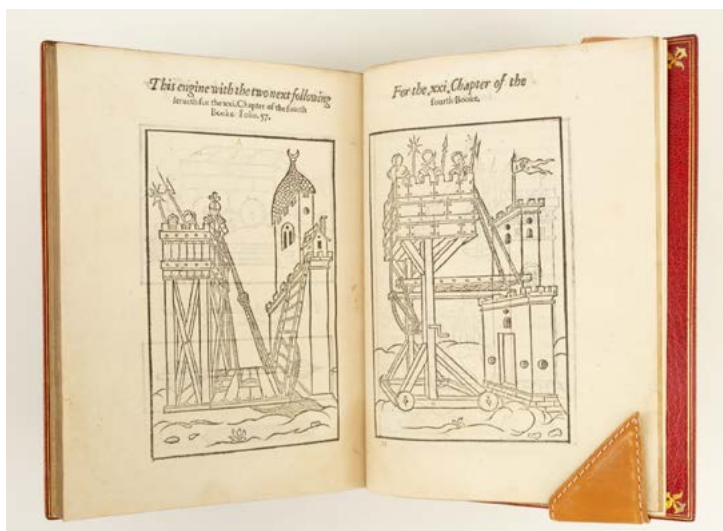 This engine with the two next following
serueth for the xxi. Chapter of the fourth
Booke. Folio. 57.
For the .xxi. Chapter of the
fourth Booke.